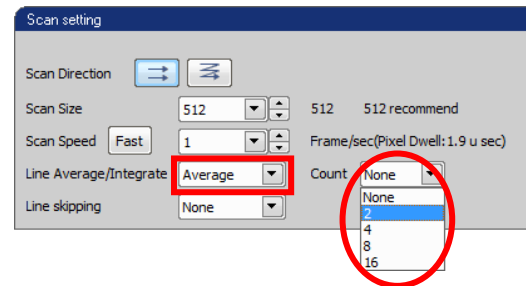 Scan setting
Scan Direction
Scan Size 512 512 512 recommend
Scan Speed Fast 1 Frame/sec(Pixel Dwell:1.9 u sec)
Line Average/Integrate Average Count None
Line skipping None
None
2
4
8
16